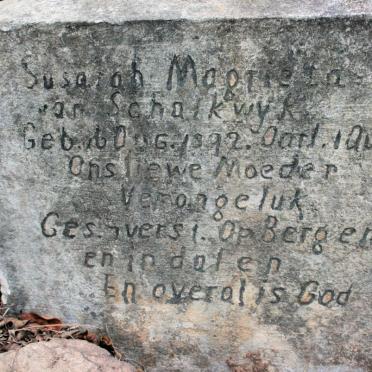 Susarah Magrieta
van Schalkwyk
Geb. 16 Des. 1892. Oorl. 1
Ons liewe Moeder
Verongeluk
Ges. vers 1.. Op Bergen
en in dalen
En overal is God